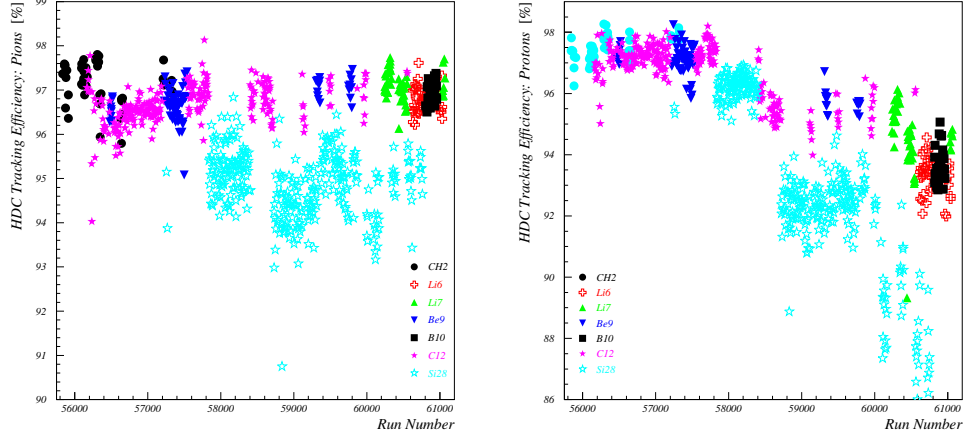 HDC Tracking Efficiency: Pions [%]
99
98
97
96
95
94
93
92
91
90
CH2
Li6
Li7
Be9
B10
C12
Si28
56000 57000 58000 59000 60000 61000
Run Number
HDC Tracking Efficiency: Protons [%]
98
96
94
92
90
88
86
CH2
Li6
Li7
Be9
B10
C12
Si28
56000 57000 58000 59000 60000 61000
Run Number